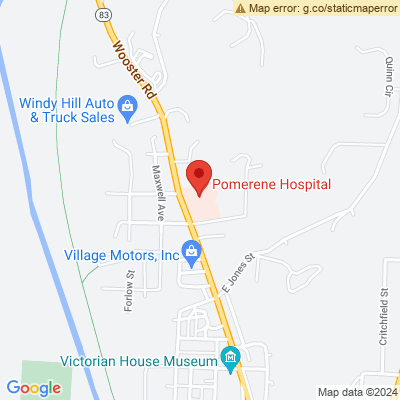 Map error: g.co/staticmaperror
83
Wooster Rd
Quinn Cir
Windy Hill Auto
& Truck Sales
Maxwell Ave
Pomerene Hospital
Village Motors, Inc
E Jones St
Forlow St
Critchfield St
Victorian House Museum
Google
Map data ©2024